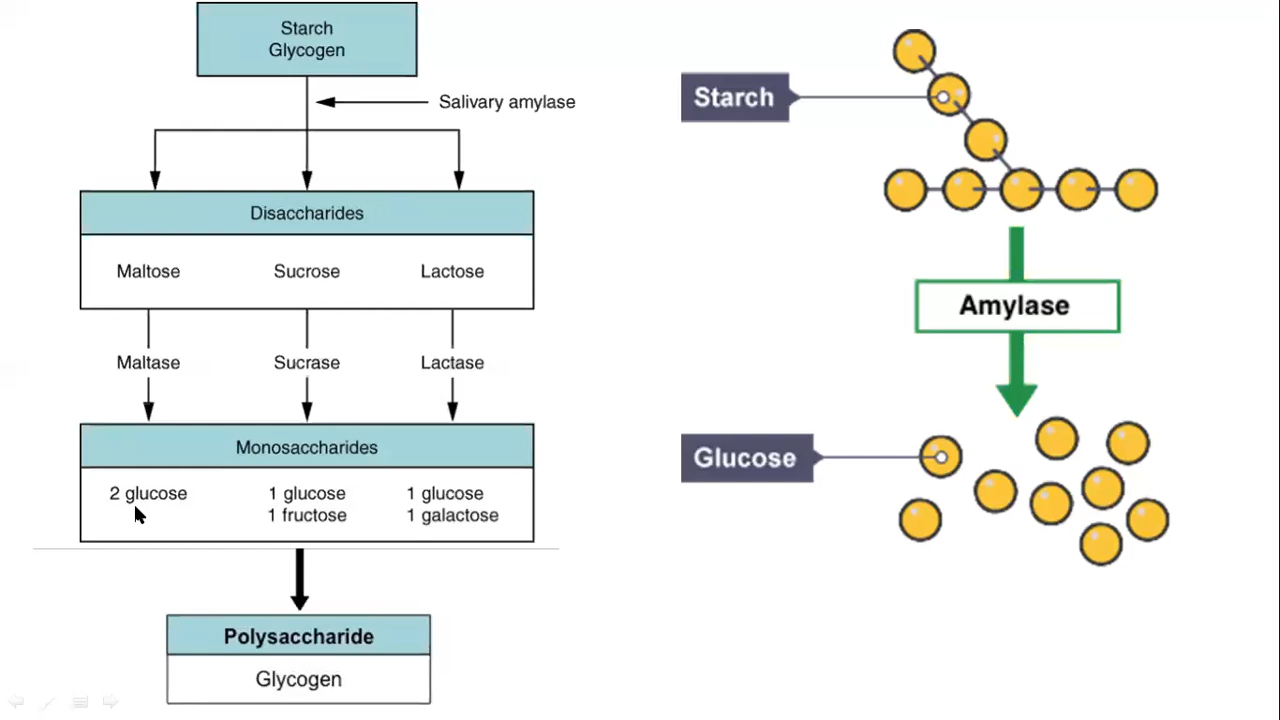 Starch
Glycogen
Salivary amylase
Disaccharides
Maltose Sucrose Lactose
Maltase Sucrase Lactase
Monosaccharides
2 glucose 1 glucose 1 glucose
1 fructose 1 galactose
Polysaccharide
Glycogen
Starch
Amylase
Glucose